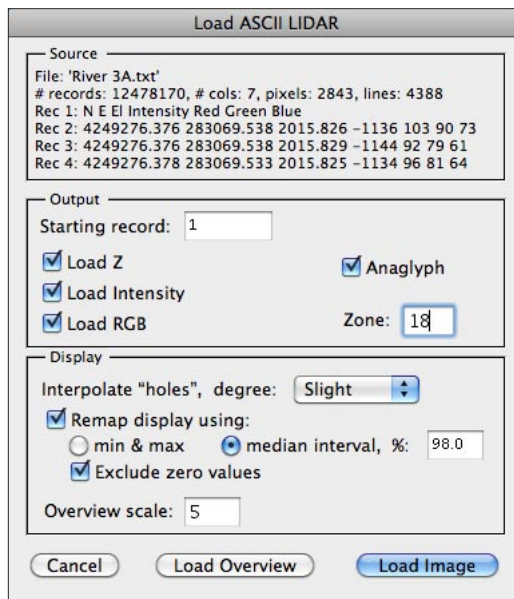 Load ASCII LIDAR
Source
File: 'River 3A.txt'
# records: 12478170, # cols: 7, pixels: 2843, lines: 4388
Rec 1: N E El Intensity Red Green Blue
Rec 2: 4249276.376 283069.538 2015.826 -1136 103 90 73
Rec 3: 4249276.376 283069.538 2015.829 -1144 92 79 61
Rec 4: 4249276.378 283069.533 2015.825 -1134 96 81 64
Output
Starting record: 1
Load Z
Anaglyph
Load Intensity
Load RGB
Zone: 18
Display
Interpolate “holes”, degree: Slight
Remap display using:
min & max median interval, %: 98.0
Exclude zero values
Overview scale: 5
Cancel Load Overview Load Image